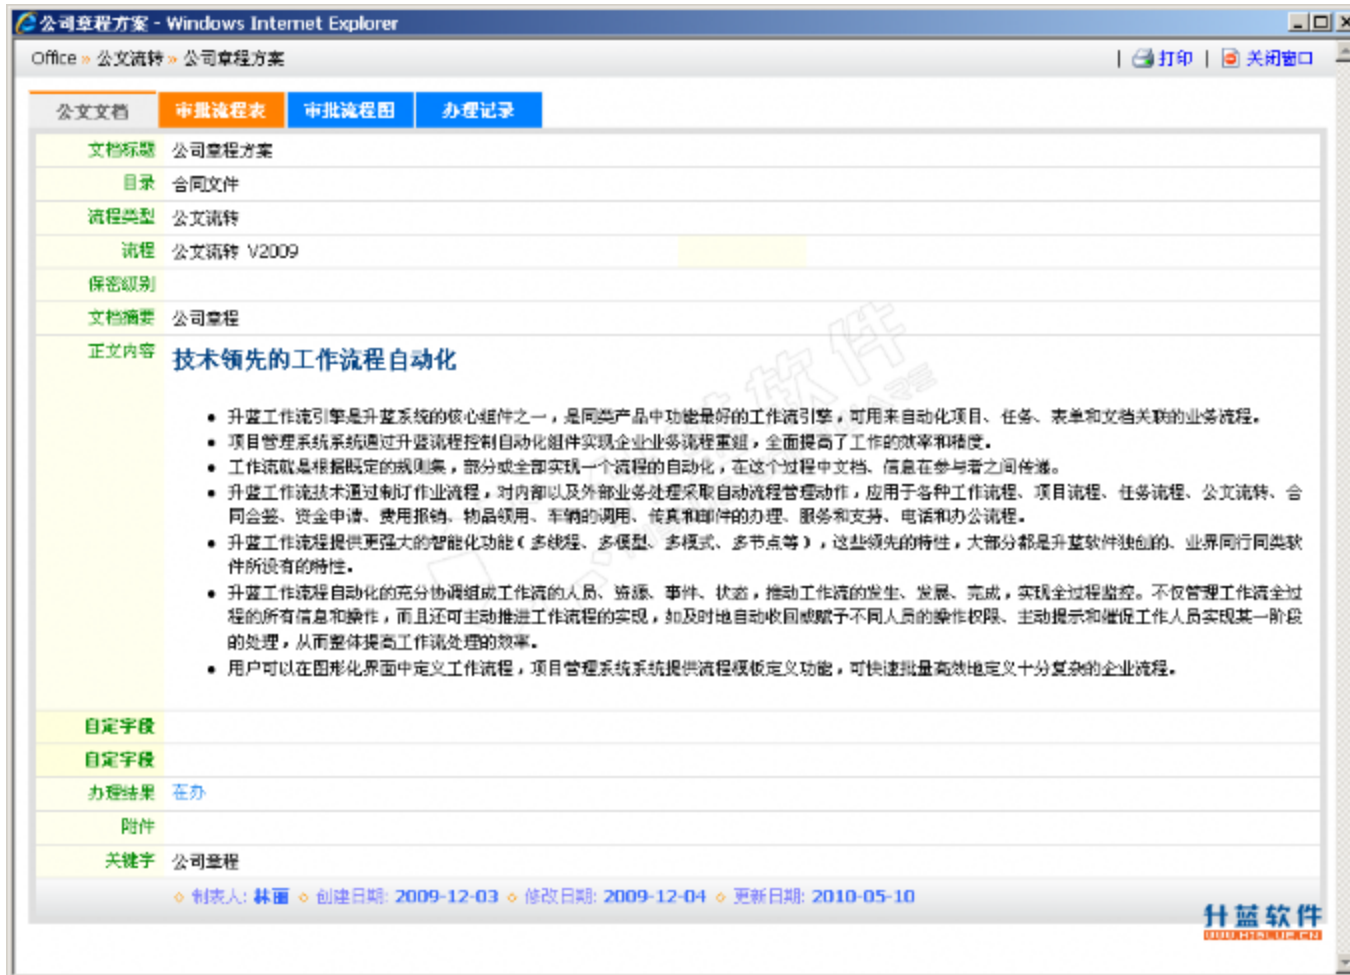 公司章程方案 - Windows Internet Explorer
Office » 公文流转 » 公司章程方案 | 打印 | 关闭窗口
公文文档 审批流程表 审批流程图 办理记录
文档标题 公司章程方案
目录 合同文件
流程类型 公文流转
流程 公文流转 V2009
保密级别
文档摘要 公司章程
正文内容 技术领先的工作流程自动化
• 升蓝工作流引擎是升蓝系统的核心组件之一，是同类产品中功能最好的工作流引擎，可用来自动化项目、任务、表单和文档关联的业务流程。
• 项目管理系统系统通过升蓝流程控制自动化组件实现企业业务流程重组，全面提高了工作的效率和精度。
• 工作流就是根据既定的规则集，部分或全部实现一个流程的自动化，在这个过程中文档、信息在参与者之间传递。
• 升蓝工作流技术通过制订作业流程，对内部以及外部业务处理采取自动流程管理动作，应用于各种工作流程、项目流程、任务流程、公文流转、合
同会签、资金申请、费用报销、物品领用、车辆的调用、传真和邮件的办理、服务和支持、电话和办公流程。
• 升蓝工作流程提供更强大的智能化功能（多线程、多模型、多模式、多节点等），这些领先的特性，大部分都是升蓝软件独创的、业界同行同类软
件所没有的特性。
• 升蓝工作流程自动化的充分协调组成工作流的人员、资源、事件、状态，推动工作流的发生、发展、完成，实现全过程监控。不仅管理工作流全过
程的所有信息和操作，而且还可主动推进工作流程的实现，如及时地自动收回或赋予不同人员的操作权限、主动提示和催促工作人员实现某一阶段
的处理，从而整体提高工作流处理的效率。
• 用户可以在图形化界面中定义工作流程，项目管理系统系统提供流程模板定义功能，可快速批量高效地定义十分复杂的企业流程。
自定字段
自定字段
办理结果 在办
附件
关键字 公司章程
◇ 制表人: 林丽 ◇ 创建日期: 2009-12-03 ◇ 修改日期: 2009-12-04 ◇ 更新日期: 2010-05-10
升蓝软件